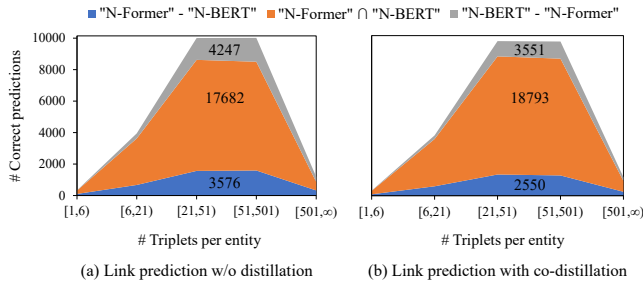 "N-Former" - "N-BERT" "N-Former" ∩ "N-BERT" "N-BERT" - "N-Former"
# Correct predictions
10000
8000
6000
4000
2000
0
4247
17682
3576
[1,6) [6,21) [21,51) [51,501) [501,∞)
# Triplets per entity
(a) Link prediction w/o distillation
3551
18793
2550
[1,6) [6,21) [21,51) [51,501) [501,∞)
# Triplets per entity
(b) Link prediction with co-distillation